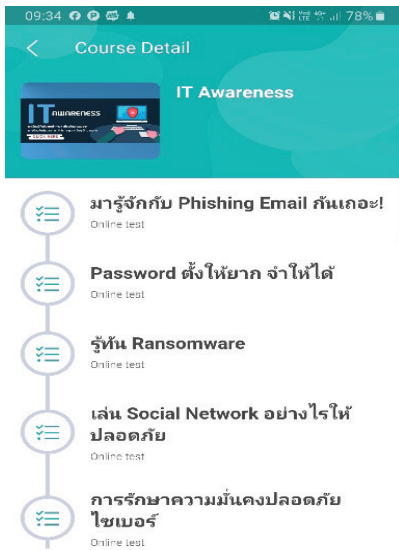 09:34
78%
Course Detail
IT AWARENESS
CLICK HERE
IT Awareness
มารู้จักกับ Phishing Email กันเถอะ!
Online test
Password ตั้งให้ยาก จำให้ได้
Online test
รู้ทัน Ransomware
Online test
เล่น Social Network อย่างไรให้
ปลอดภัย
Online test
การรักษาความมั่นคงปลอดภัย
ไซเบอร์
Online test